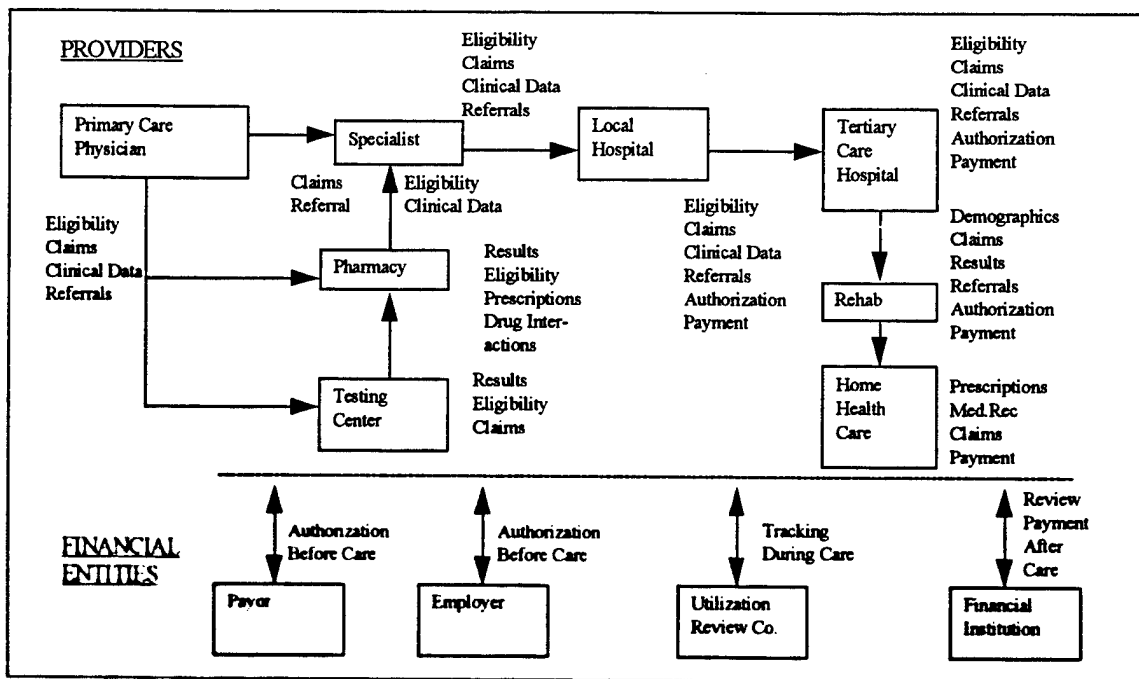 PROVIDERS
Eligibility
Claims
Clinical Data
Referrals
Eligibility
Claims
Clinical Data
Referrals
Authorization
Payment
Primary Care
Physician
Specialist
Local
Hospital
Tertiary
Care
Hospital
Claims
Referral
Eligibility
Clinical Data
Eligibility
Claims
Clinical Data
Referrals
Eligibility
Claims
Clinical Data
Referrals
Authorization
Payment
Demographics
Claims
Results
Referrals
Authorization
Payment
Pharmacy
Results
Eligibility
Prescriptions
Drug Inter-
actions
Rehab
Testing
Center
Results
Eligibility
Claims
Home
Health
Care
Prescriptions
Med.Rec
Claims
Payment
FINANCIAL
ENTITIES
Authorization
Before Care
Authorization
Before Care
Tracking
During Care
Review
Payment
After
Care
Payor
Employer
Utilization
Review Co.
Financial
Institution